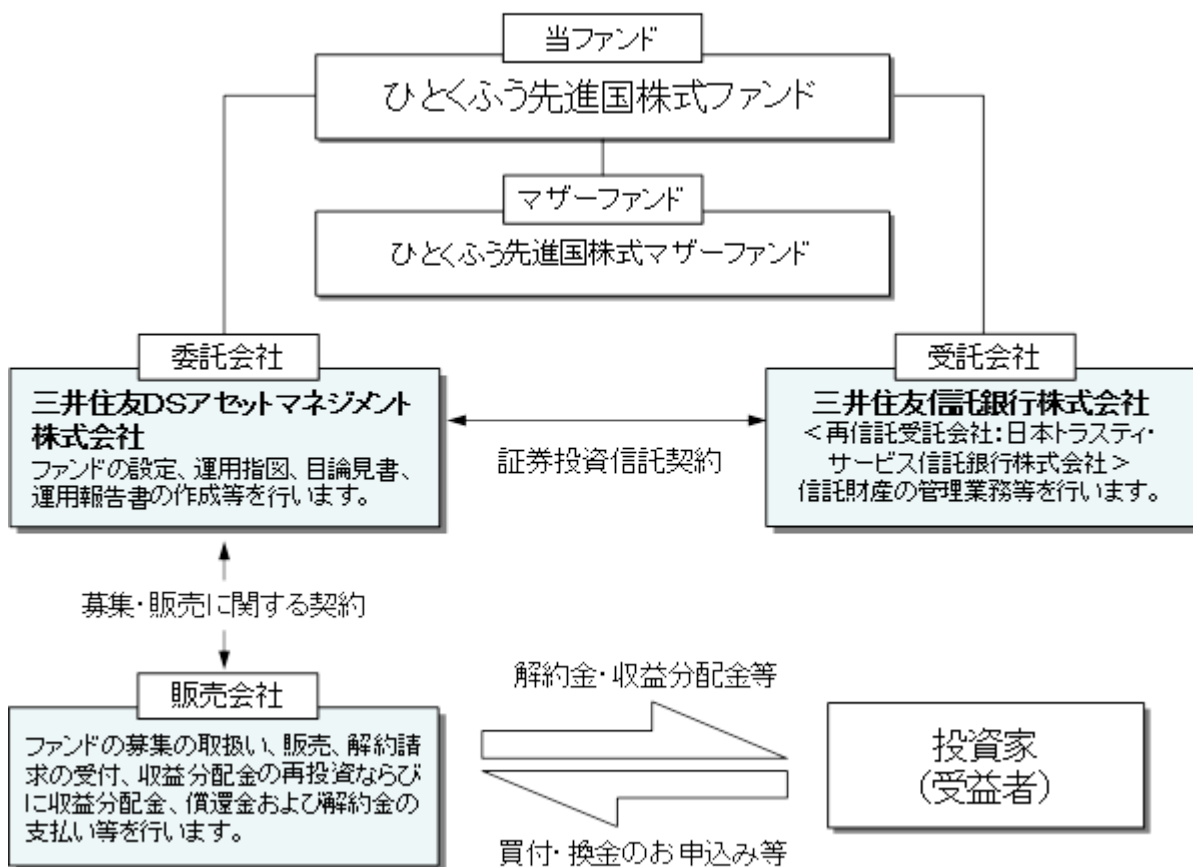 当ファンド
ひとくふう先進国株式ファンド
マザーファンド
ひとくふう先進国株式マザーファンド
委託会社
三井住友DSアセットマネジメント
株式会社
ファンドの設定、運用指図、目論見書、
運用報告書の作成等を行います。
証券投資信託契約
受託会社
三井住友信託銀行株式会社
＜再信託受託会社：日本トラスティ・
サービス信託銀行株式会社＞
信託財産の管理業務等を行います。
募集・販売に関する契約
販売会社
ファンドの募集の取扱い、販売、解約請
求の受付、収益分配金の再投資ならび
に収益分配金、償還金および解約金の
支払い等を行います。
解約金・収益分配金等
買付・換金のお申込み等
投資家
（受益者）